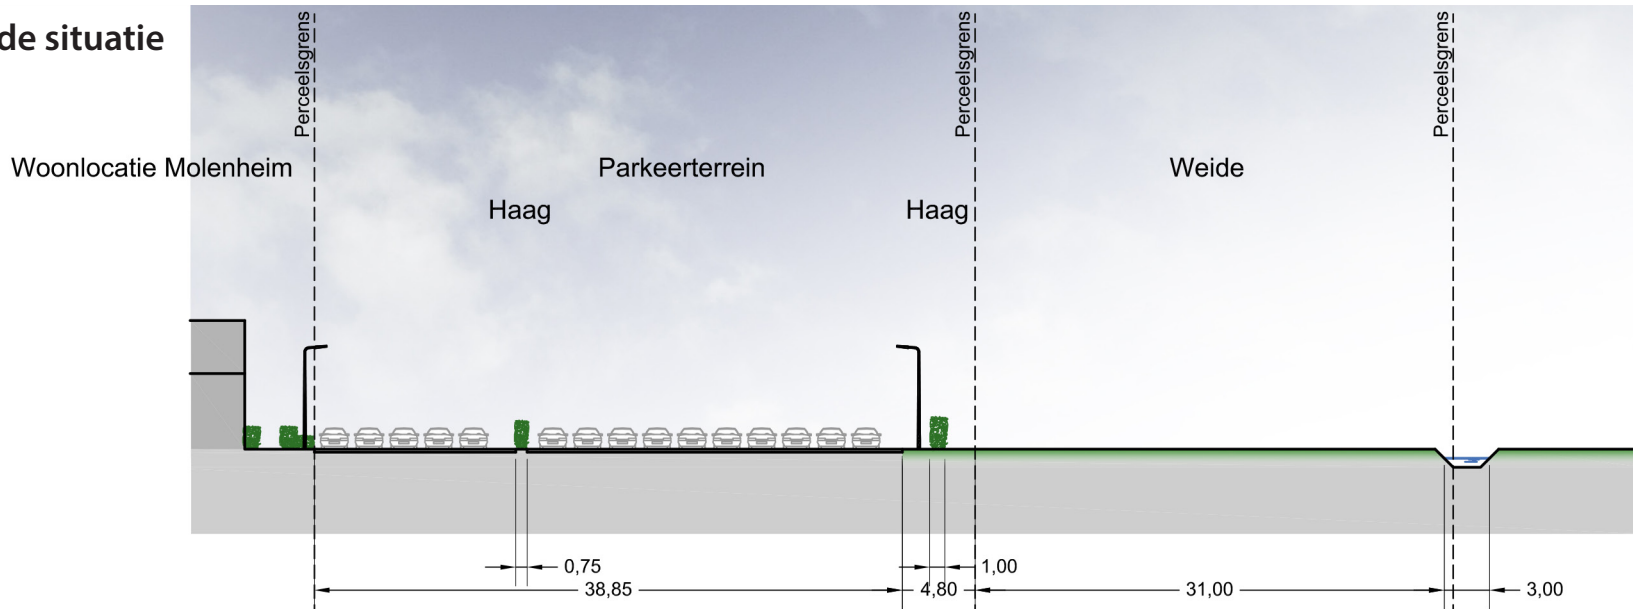 de situatie
Perceelsgrens
Perceelsgrens
Perceelsgrens
Woonlocatie Molenheim
Parkeerterrein
Weide
Haag
Haag
0,75
1,00
38,85
4,80
31,00
3,00